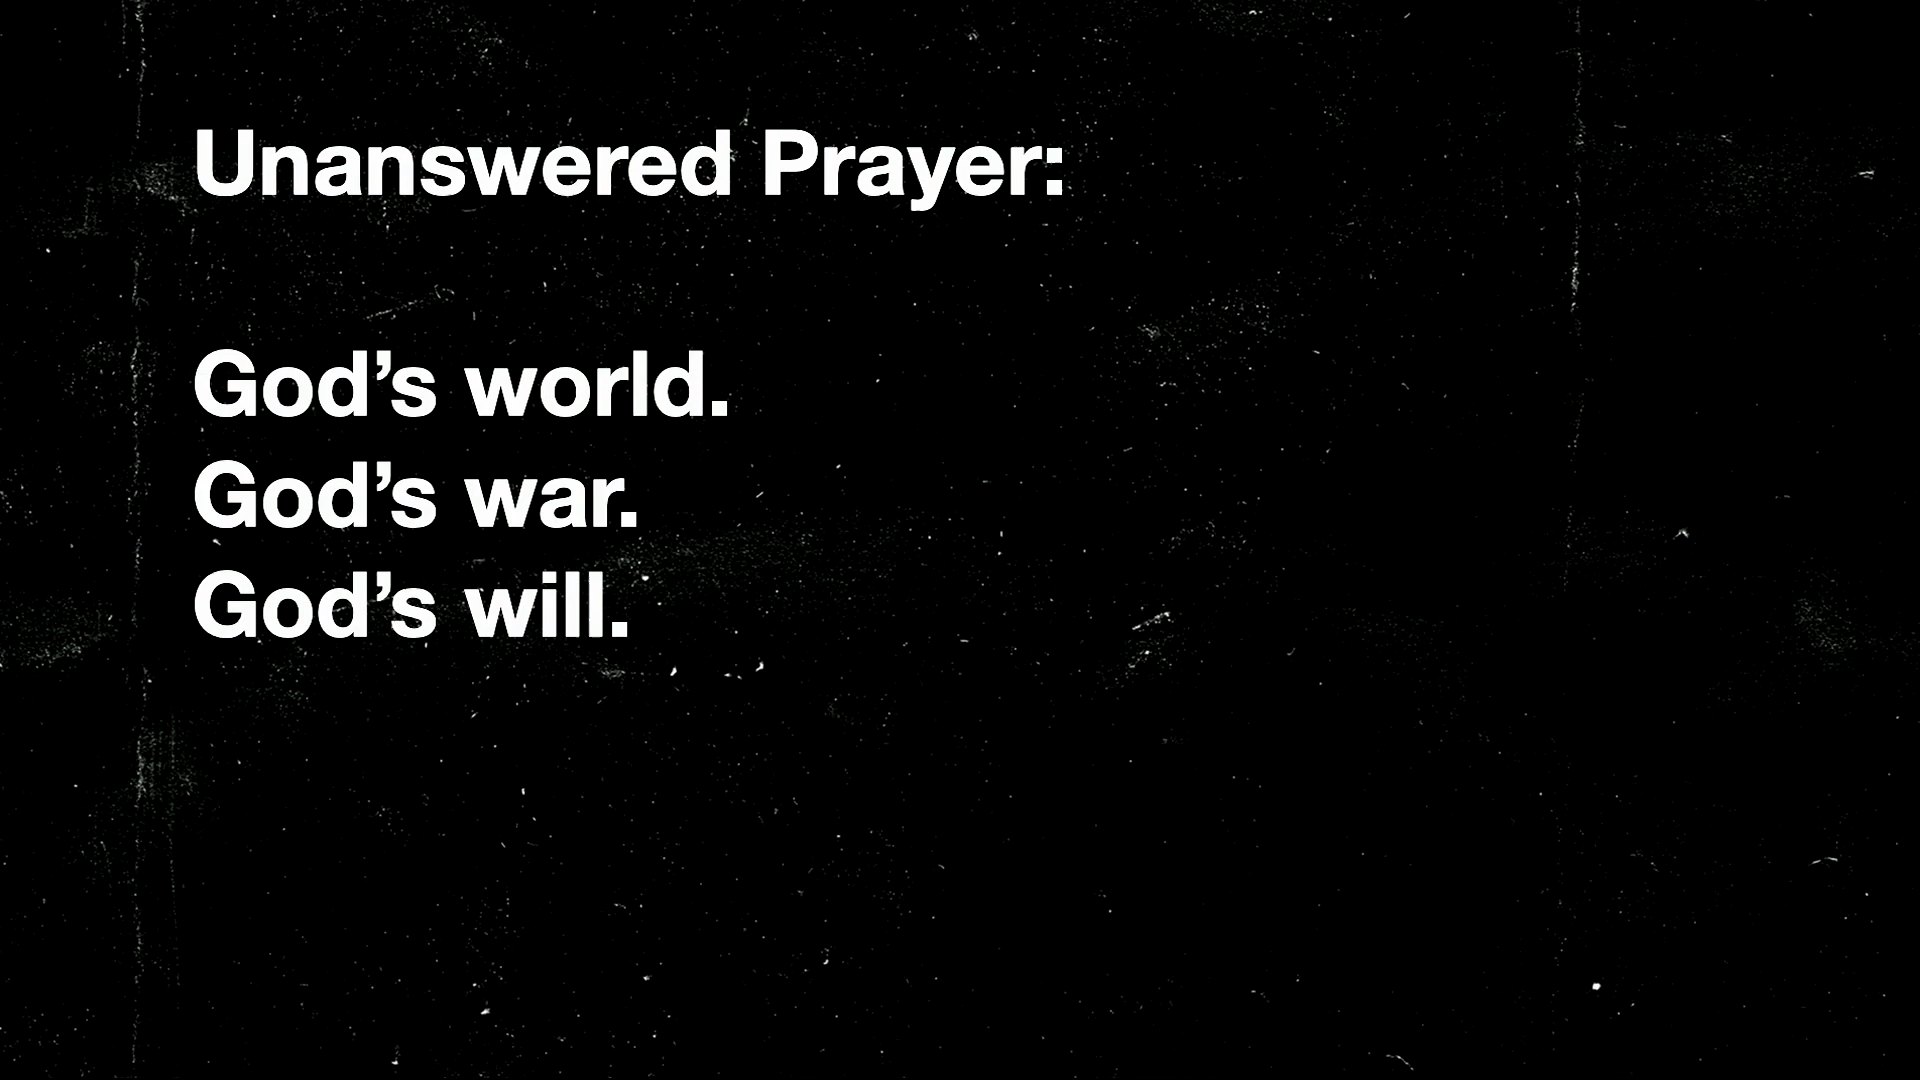 Unanswered Prayer:
God’s world.
God’s war.
God’s will.